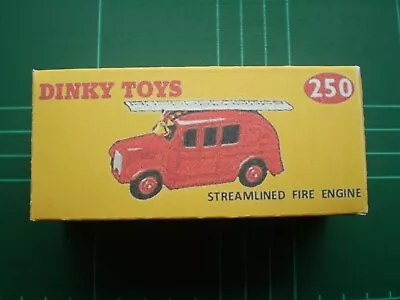 DINKY TOYS
250
STREAMLINED FIRE ENGINE